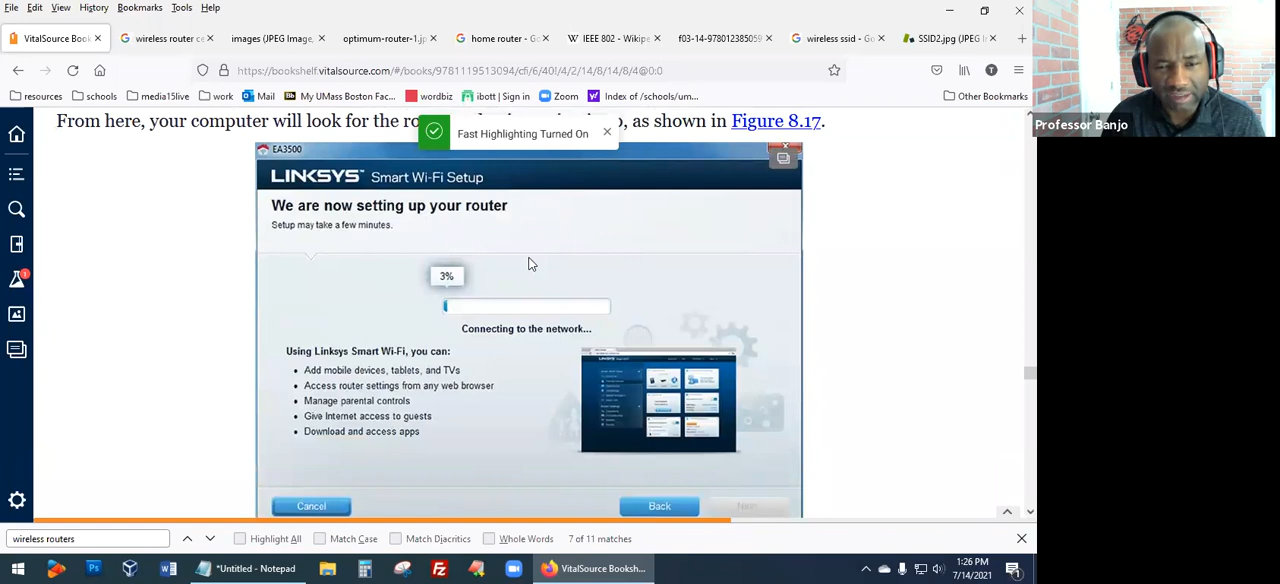 File Edit View History Bookmarks Tools Help
VitalSource Book
wireless router ce
images (JPEG Image,
optimum-router-1.jp
home router - Go
IEEE 802 - Wikipe
f03-14-978012385059
wireless ssid - Go
SSID2.jpg (JPEG Im
https://bookshelf.vitalsource.com/#/books/9781119513094/cfi/6/40!/4/2/14/8/14/8/4@0:0
resources schools media15live work Mail My UMass Boston Fac... wordbiz ibott | Sign in Zoom Index of /schools/um... Other Bookmarks
From here, your computer will look for the , as shown in Figure 8.17.
Fast Highlighting Turned On
EA3500
LINKSYS Smart Wi-Fi Setup
We are now setting up your router
Setup may take a few minutes.
3%
Connecting to the network...
Using Linksys Smart Wi-Fi, you can:
• Add mobile devices, tablets, and TVs
• Access router settings from any web browser
• Manage parental controls
• Give Internet access to guests
• Download and access apps
Cancel Back Next
wireless routers Highlight All Match Case Match Diacritics Whole Words 7 of 11 matches
*Untitled - Notepad VitalSource Booksh...
1:26 PM
7/14/2021
Professor Banjo